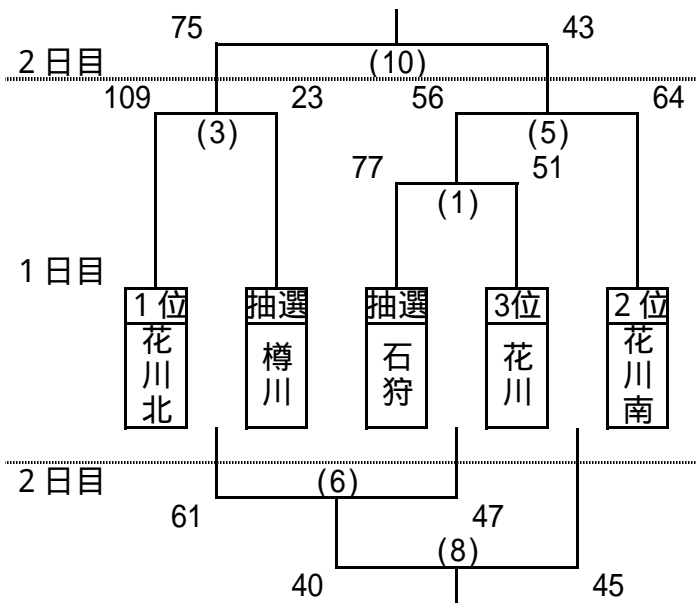 75 43
2日目 (10)
109 23 56 64
(3) (5)
77 51
(1)
1日目
1位 抽選 抽選 3位 2位
花川北 樽川 石狩 花川 花川南
2日目 (6)
61 47
(8)
40 45